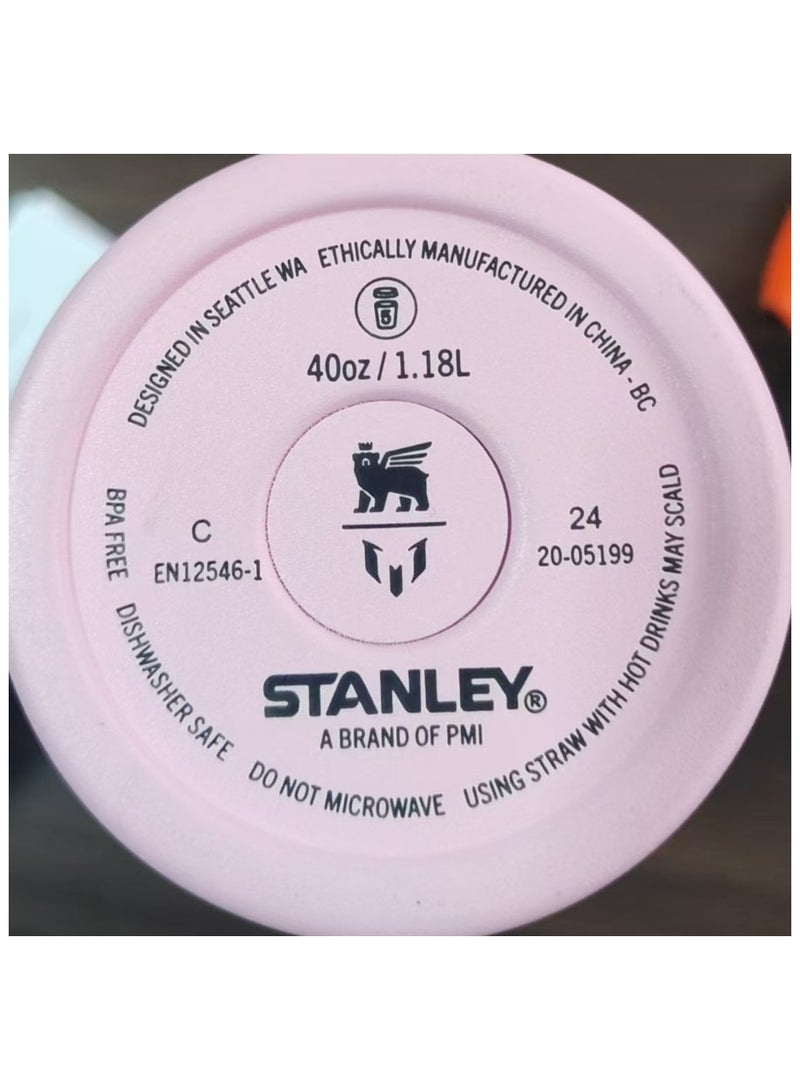 DESIGNED IN SEATTLE WA ETHICALLY MANUFACTURED IN CHINA - BC
40oz / 1.18L
C
EN12546-1
24
20-05199
STANLEY®
A BRAND OF PMI
BPA FREE DISHWASHER SAFE DO NOT MICROWAVE USING STRAW WITH HOT DRINKS MAY SCALD